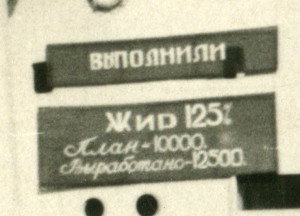 ВЫПОЛНИЛИ
Жир 125%
План-10000.
Выработано-12500.